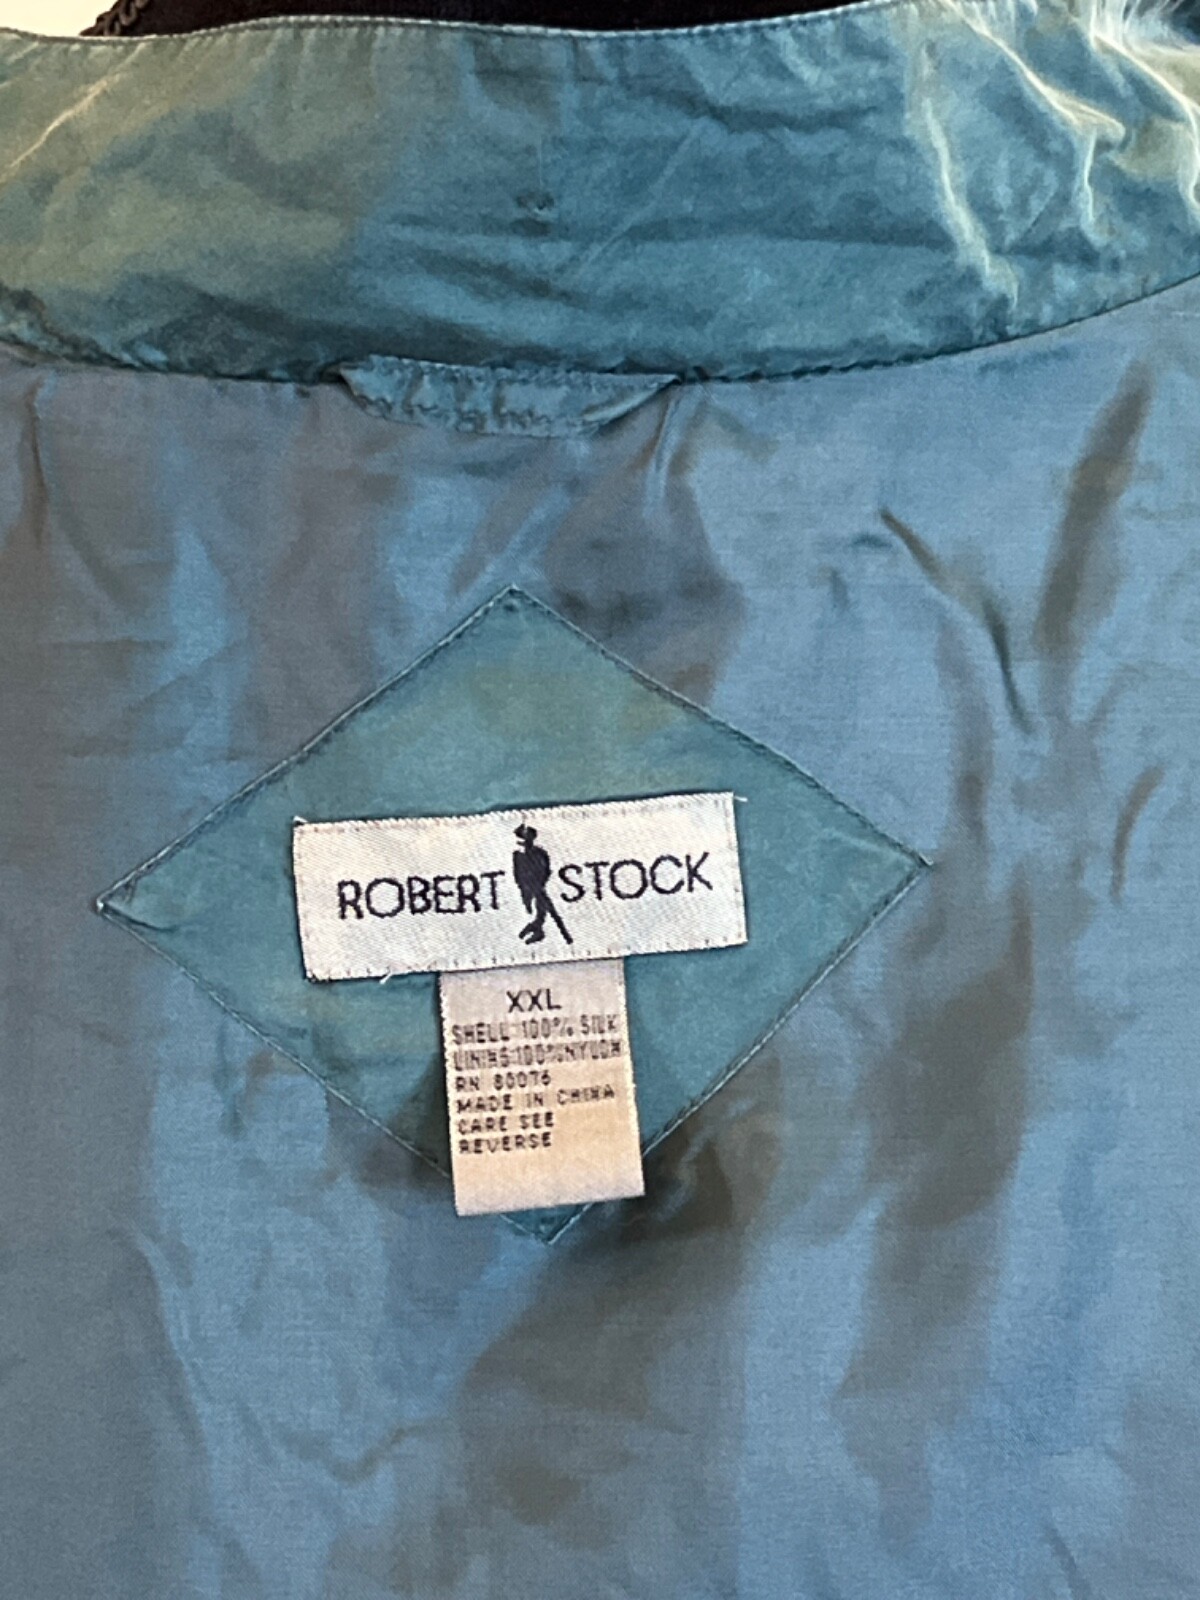 ROBERT STOCK
XXL
SHELL:100% SILK
LINING:100%NYLON
RN 80076
MADE IN CHINA
CARE SEE
REVERSE